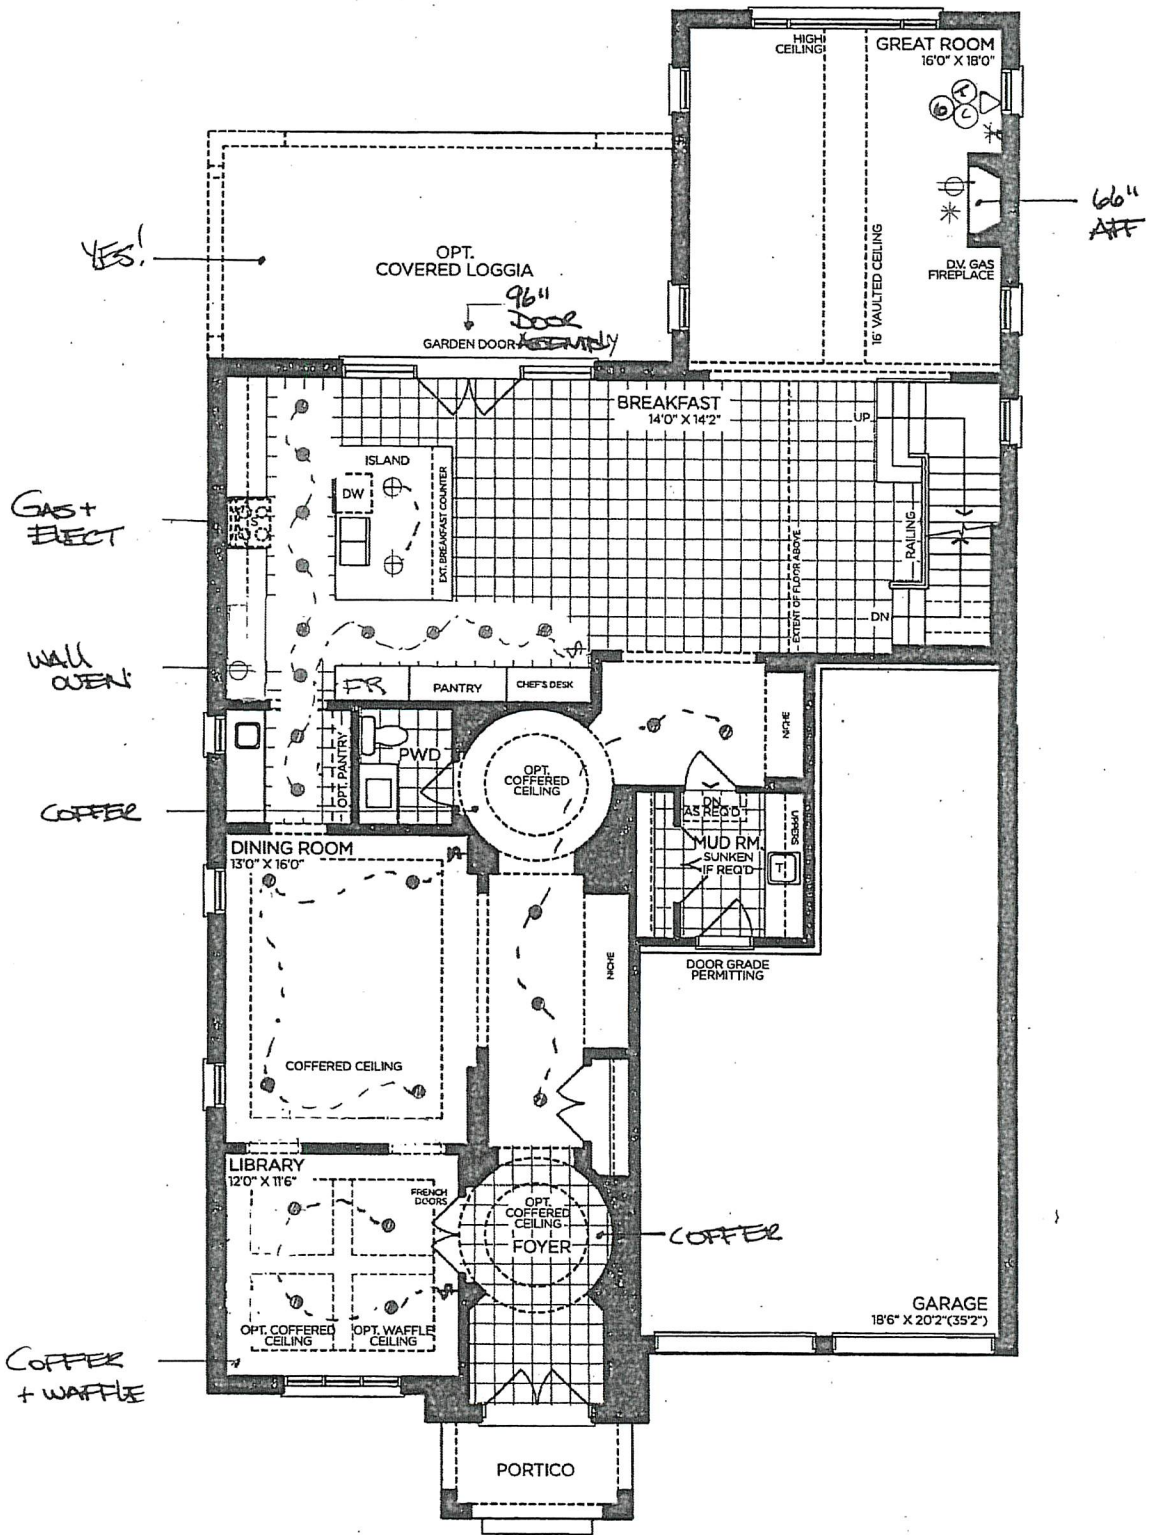 HIGH
CEILING
GREAT ROOM
16'0" X 18'0"
T
6
C
66"
AFF
16' VAULTED CEILING
D.V. GAS
FIREPLACE
YES!
OPT.
COVERED LOGGIA
96"
DOOR
ASSEMBLY
GARDEN DOOR
BREAKFAST
14'0" X 14'2"
UP
ISLAND
DW
EXT. BREAKFAST COUNTER
GAS +
ELECT
S
RAILING
EXTENT OF FLOOR ABOVE
DN
WALL
OVEN
FR
PANTRY
CHEF'S DESK
NICHE
OPT. PANTRY
PWD
OPT.
COFFERED
CEILING
COFFER
DN
AS REQ'D
UPPERS
MUD RM.
SUNKEN
IF REQ'D
T
DINING ROOM
13'0" X 16'0"
NICHE
DOOR GRADE
PERMITTING
COFFERED CEILING
LIBRARY
12'0" X 11'6"
FRENCH
DOORS
OPT.
COFFERED
CEILING
FOYER
COFFER
OPT. COFFERED
CEILING
OPT. WAFFLE
CEILING
GARAGE
18'6" X 20'2"(35'2")
COFFER
+ WAFFLE
PORTICO